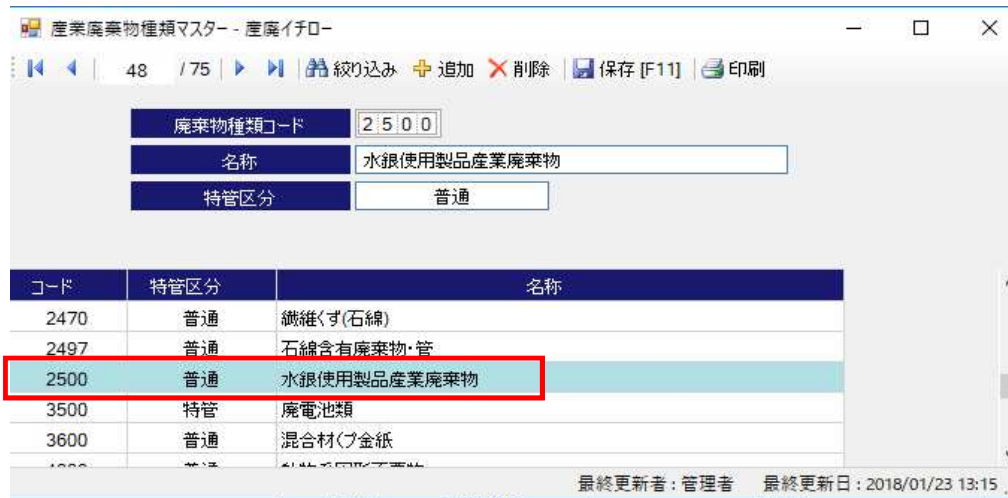 産業廃棄物種類マスター - 産廃イチロー
48 / 75 絞り込み 追加 削除 保存 [F11] 印刷
廃棄物種類コード 2500
名称 水銀使用製品産業廃棄物
特管区分 普通
コード 特管区分 名称
2470 普通 繊維くず(石綿)
2497 普通 石綿含有廃棄物・管
2500 普通 水銀使用製品産業廃棄物
3500 特管 廃電池類
3600 普通 混合材(プ金紙
最終更新者 : 管理者 最終更新日 : 2018/01/23 13:15